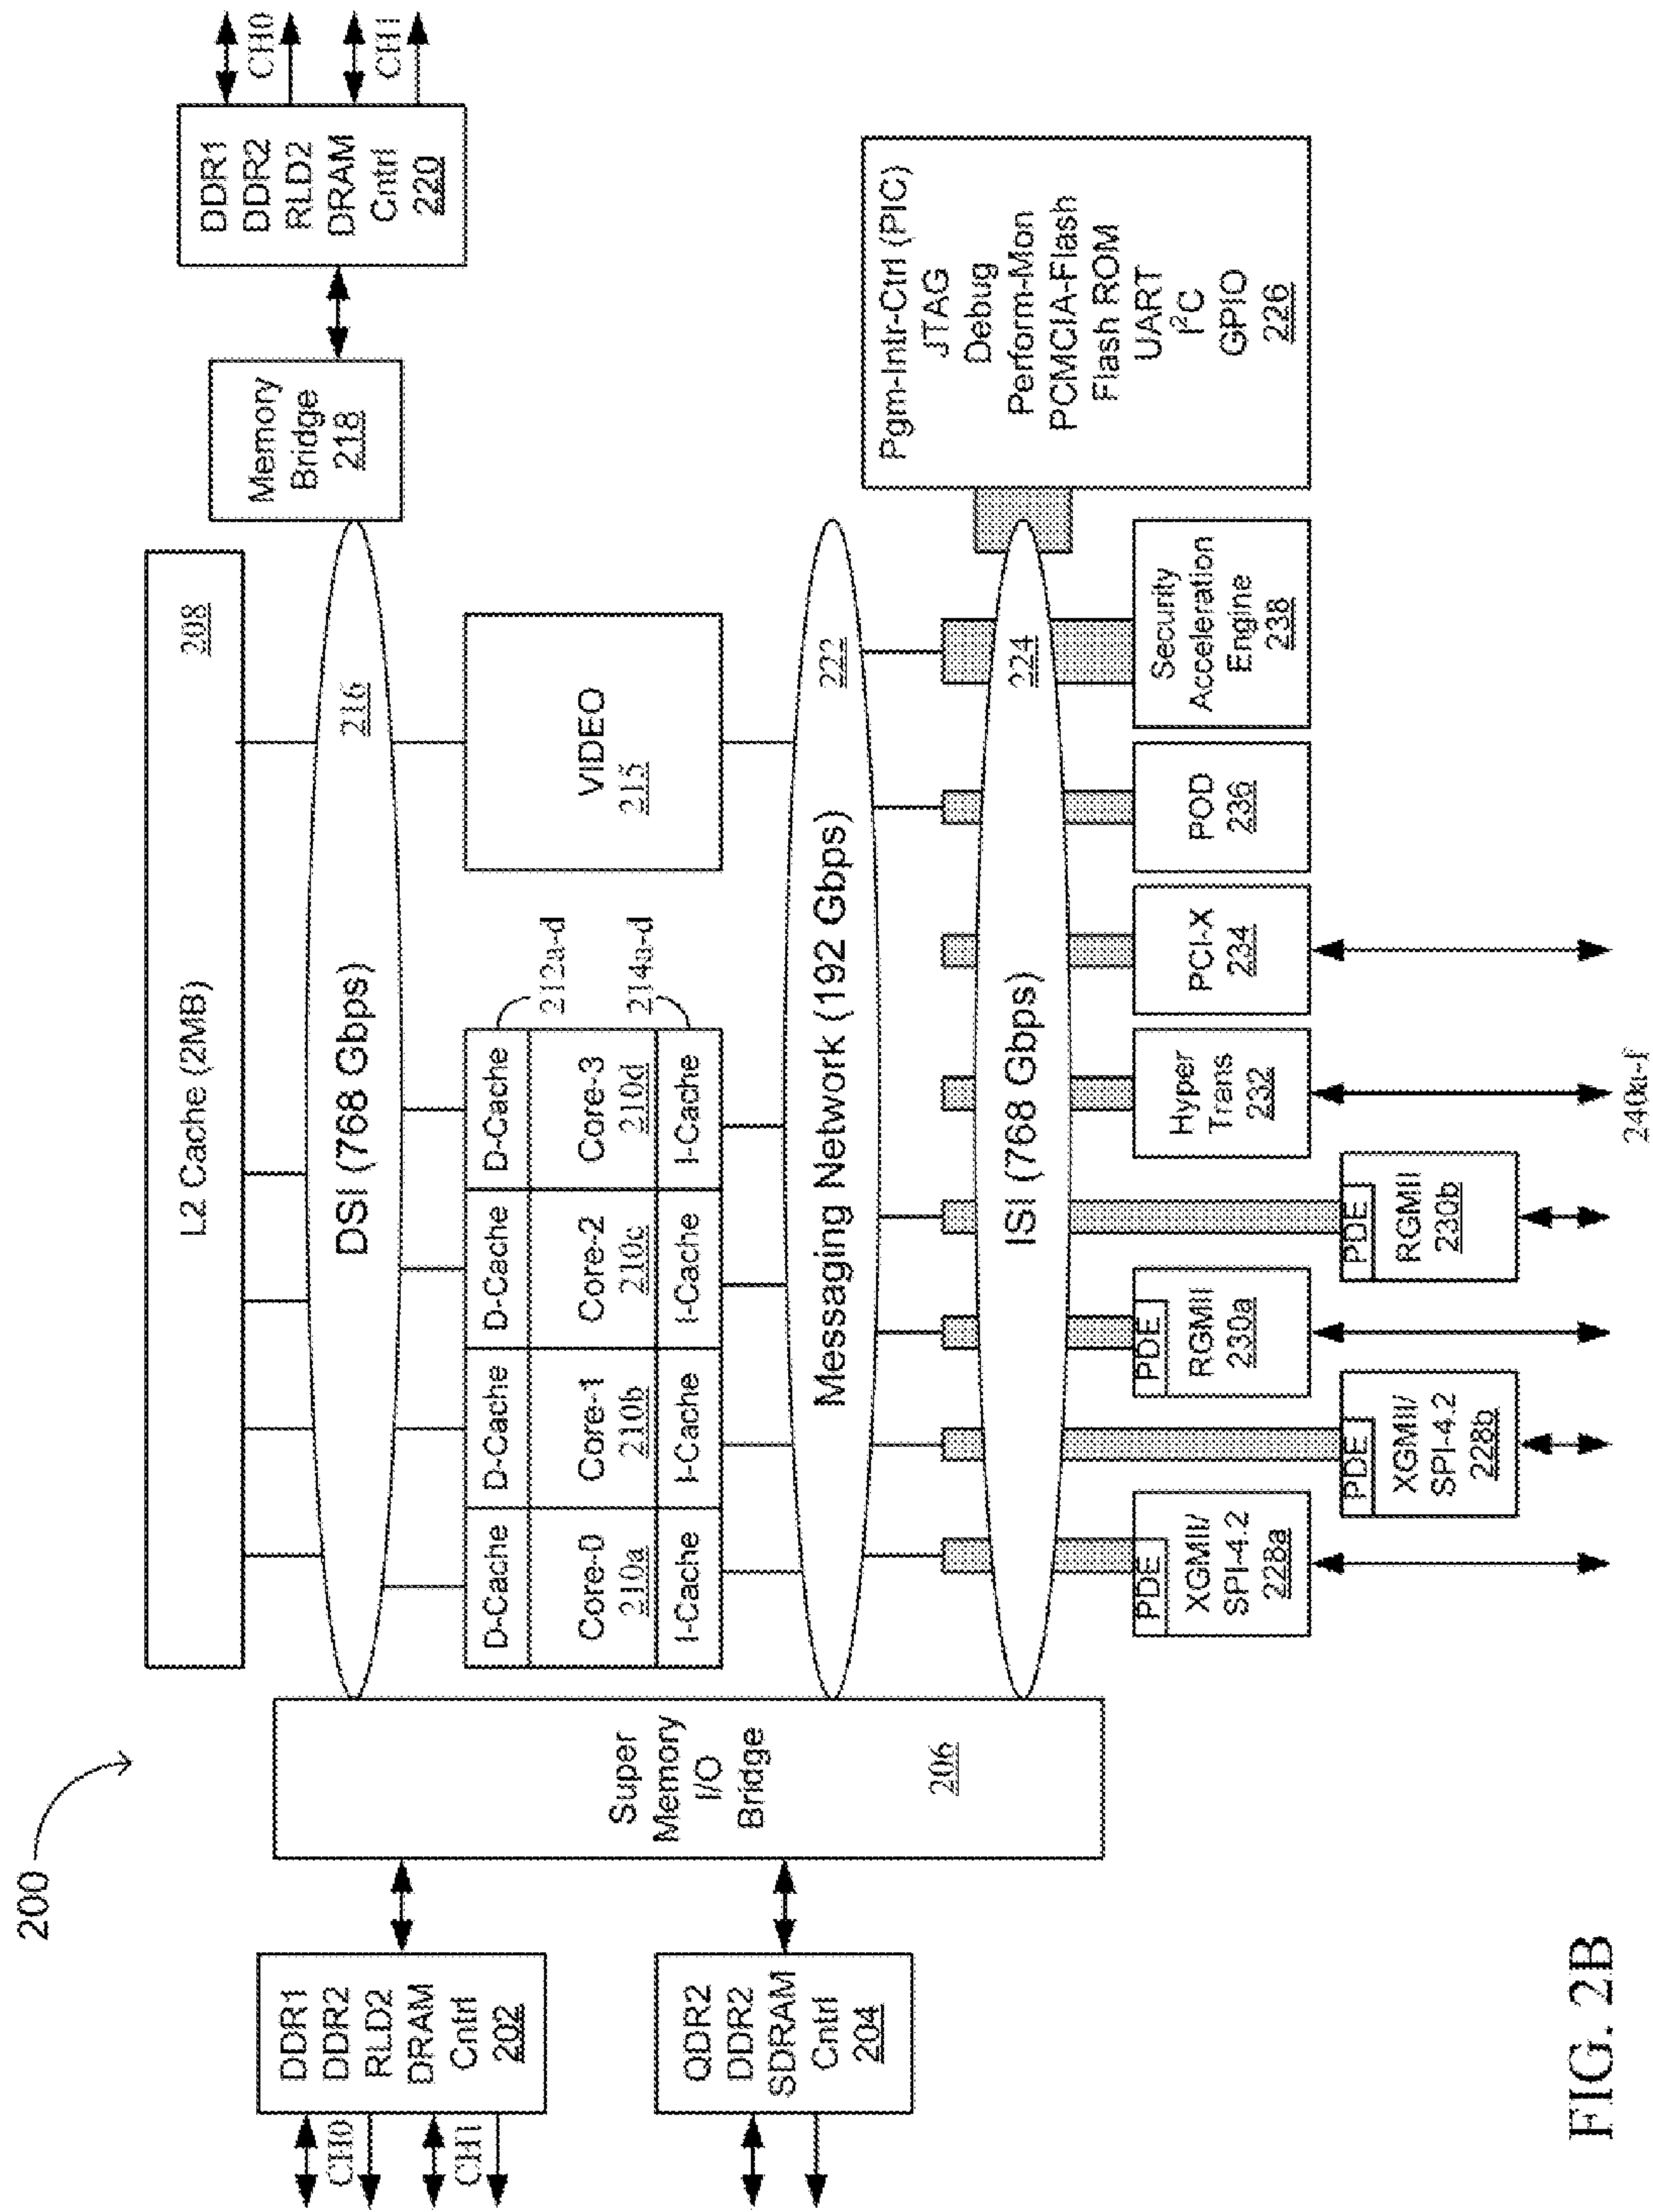 200
L2 Cache (2MB)
208
DDR1
DDR2
RLD2
DRAM
Cntrl
202
CH0
CH1
QDR2
DDR2
SDRAM
Cntrl
204
Super
Memory
I/O
Bridge
206
DSI (768 Gbps)
216
Memory
Bridge
218
DDR1
DDR2
RLD2
DRAM
Cntrl
220
CH0
CH1
D-Cache
D-Cache
D-Cache
D-Cache
212a-d
Core-0
210a
Core-1
210b
Core-2
210c
Core-3
210d
I-Cache
I-Cache
I-Cache
I-Cache
214a-d
VIDEO
215
Messaging Network (192 Gbps)
222
ISI (768 Gbps)
224
Pgm-Intr-Ctrl (PIC)
JTAG
Debug
Perform-Mon
PCMCIA-Flash
Flash ROM
UART
I²C
GPIO
226
PDE
XGMII/
SPI-4.2
228a
PDE
XGMII/
SPI-4.2
228b
PDE
RGMII
230a
PDE
RGMII
230b
Hyper
Trans
232
PCI-X
234
POD
236
Security
Acceleration
Engine
238
240a-f
FIG. 2B